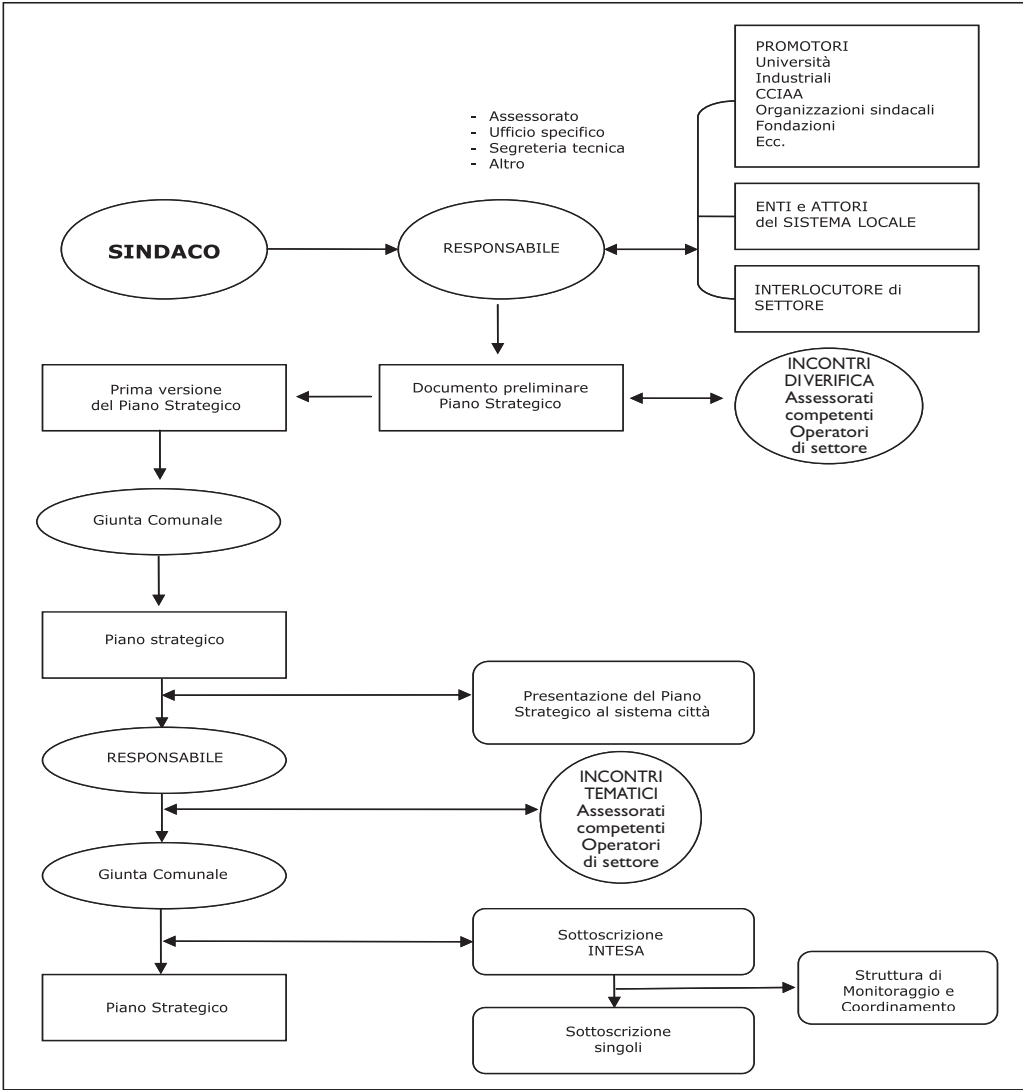 PROMOTORI
Università
Industriali
CCIAA
Organizzazioni sindacali
Fondazioni
Ecc.
- Assessorato
- Ufficio specifico
- Segreteria tecnica
- Altro
ENTI e ATTORI
del SISTEMA LOCALE
SINDACO
RESPONSABILE
INTERLOCUTORE di
SETTORE
Prima versione
del Piano Strategico
Documento preliminare
Piano Strategico
INCONTRI
DI VERIFICA
Assessorati
competenti
Operatori
di settore
Giunta Comunale
Piano strategico
Presentazione del Piano
Strategico al sistema città
RESPONSABILE
INCONTRI
TEMATICI
Assessorati
competenti
Operatori
di settore
Giunta Comunale
Sottoscrizione
INTESA
Struttura di
Monitoraggio e
Coordinamento
Piano Strategico
Sottoscrizione
singoli